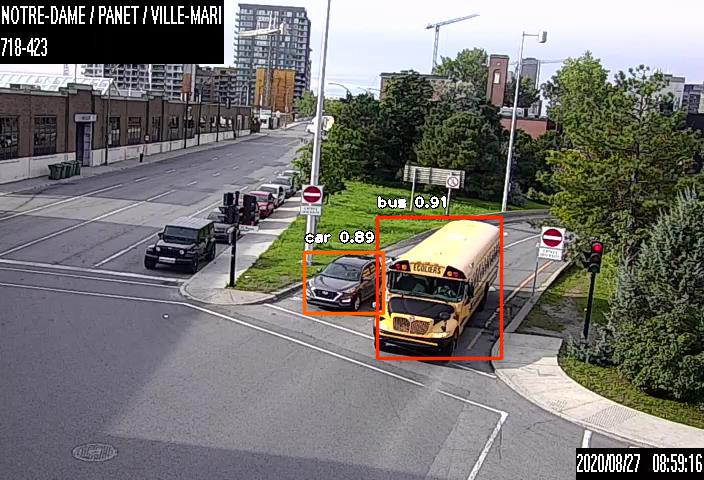 NOTRE-DAME / PANET / VILLE-MARI
718-423
bus 0.91
car 0.89
ECOLIERS
2020/08/27 08:59:16